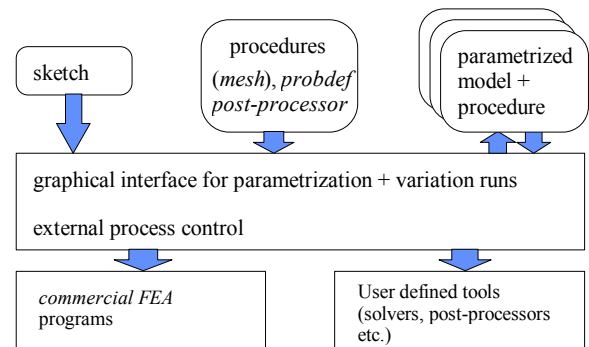 sketch
procedures
(mesh), probdef
post-processor
parametrized
model +
procedure
graphical interface for parametrization + variation runs
external process control
commercial FEA
programs
User defined tools
(solvers, post-processors
etc.)